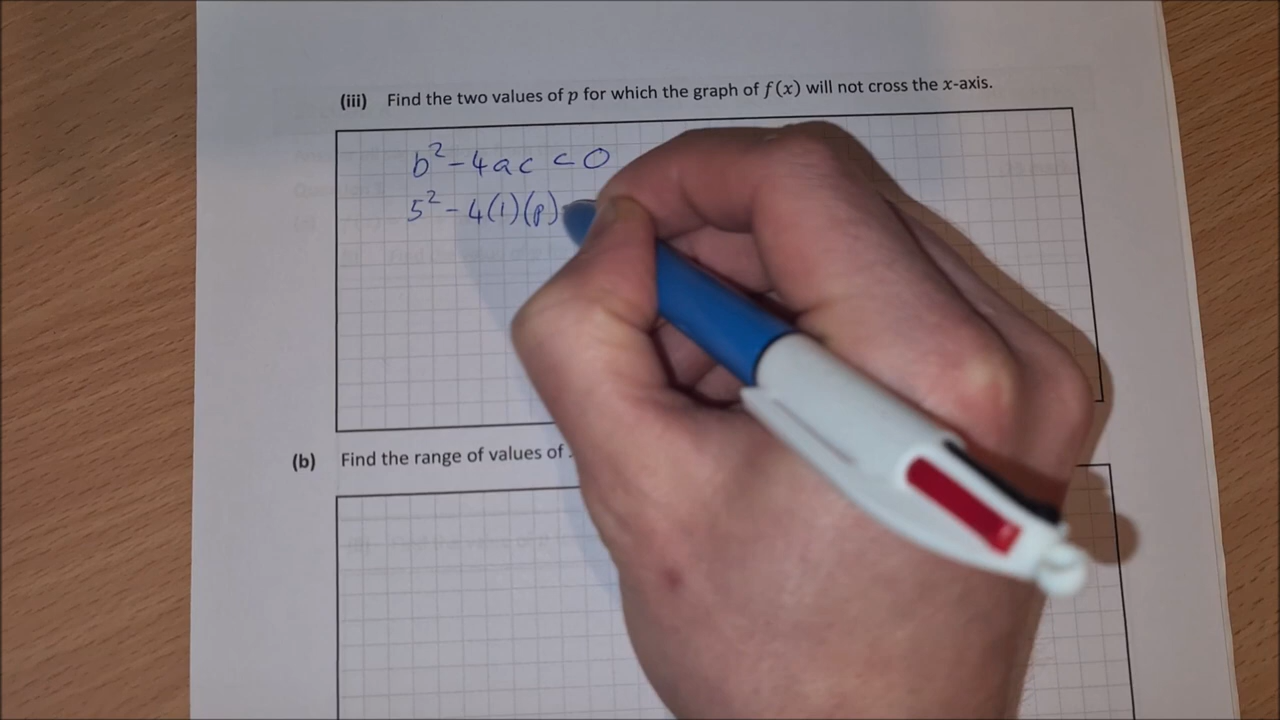 (iii) Find the two values of p for which the graph of f(x) will not cross the x-axis.
b² – 4ac < 0
5² – 4(1)(p)
(b) Find the range of values of